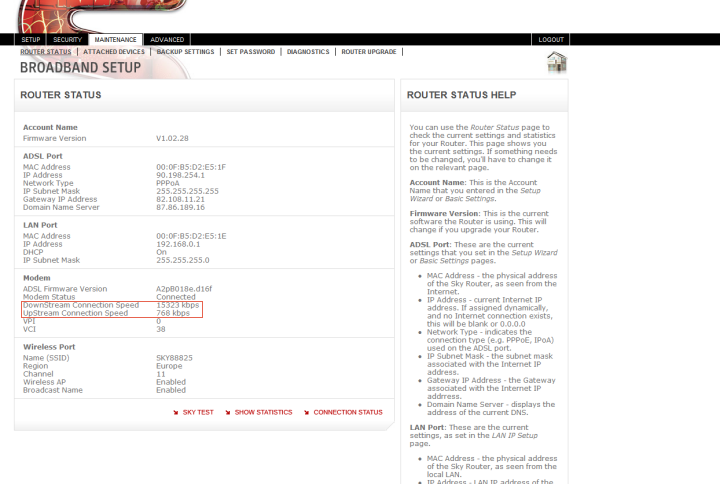 SETUP SECURITY MAINTENANCE ADVANCED LOGOUT
ROUTER STATUS | ATTACHED DEVICES | BACKUP SETTINGS | SET PASSWORD | DIAGNOSTICS | ROUTER UPGRADE |
BROADBAND SETUP
ROUTER STATUS
Account Name
Firmware Version V1.02.28
ADSL Port
MAC Address 00:0F:B5:D2:E5:1F
IP Address 90.198.254.1
Network Type PPPoA
IP Subnet Mask 255.255.255.255
Gateway IP Address 82.108.11.21
Domain Name Server 87.86.189.16
LAN Port
MAC Address 00:0F:B5:D2:E5:1E
IP Address 192.168.0.1
DHCP On
IP Subnet Mask 255.255.255.0
Modem
ADSL Firmware Version A2pB018e.d16f
Modem Status Connected
DownStream Connection Speed 15323 kbps
UpStream Connection Speed 768 kbps
VPI 0
VCI 38
Wireless Port
Name (SSID) SKY88825
Region Europe
Channel 11
Wireless AP Enabled
Broadcast Name Enabled
SKY TEST SHOW STATISTICS CONNECTION STATUS
ROUTER STATUS HELP
You can use the Router Status page to
check the current settings and statistics
for your Router. This page shows you
the current settings. If something needs
to be changed, you'll have to change it
on the relevant page.
Account Name: This is the Account
Name that you entered in the Setup
Wizard or Basic Settings.
Firmware Version: This is the current
software the Router is using. This will
change if you upgrade your Router.
ADSL Port: These are the current
settings that you set in the Setup Wizard
or Basic Settings pages.
• MAC Address - the physical address
of the Sky Router, as seen from the
Internet.
• IP Address - current Internet IP
address. If assigned dynamically,
and no Internet connection exists,
this will be blank or 0.0.0.0
• Network Type - indicates the
connection type (e.g. PPPoE, IPoA)
used on the ADSL port.
• IP Subnet Mask - the subnet mask
associated with the Internet IP
address.
• Gateway IP Address - the Gateway
associated with the Internet IP
addrress.
• Domain Name Server - displays the
address of the current DNS.
LAN Port: These are the current
settings, as set in the LAN IP Setup
page.
• MAC Address - the physical address
of the Sky Router, as seen from the
local LAN.
• IP Address - LAN IP address of the